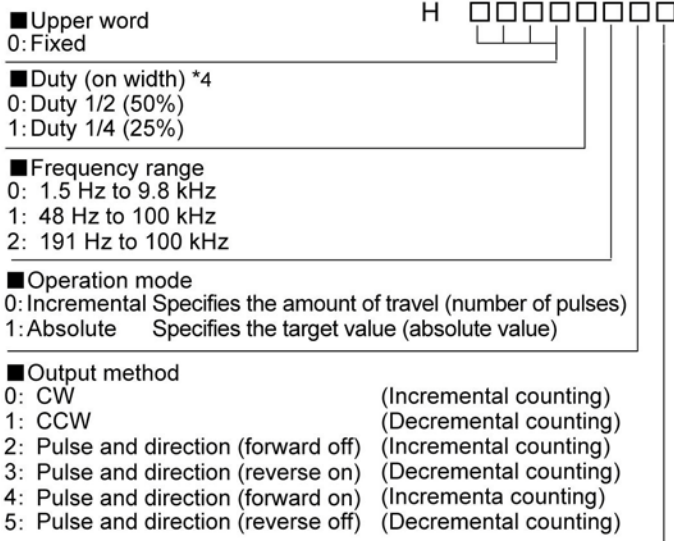 H □□□□□□□□
■Upper word
0:Fixed
■Duty (on width) *4
0:Duty 1/2 (50%)
1:Duty 1/4 (25%)
■Frequency range
0: 1.5 Hz to 9.8 kHz
1: 48 Hz to 100 kHz
2: 191 Hz to 100 kHz
■Operation mode
0:Incremental Specifies the amount of travel (number of pulses)
1:Absolute Specifies the target value (absolute value)
■Output method
0: CW (Incremental counting)
1: CCW (Decremental counting)
2: Pulse and direction (forward off) (Incremental counting)
3: Pulse and direction (reverse on) (Decremental counting)
4: Pulse and direction (forward on) (Incrementa counting)
5: Pulse and direction (reverse off) (Decremental counting)